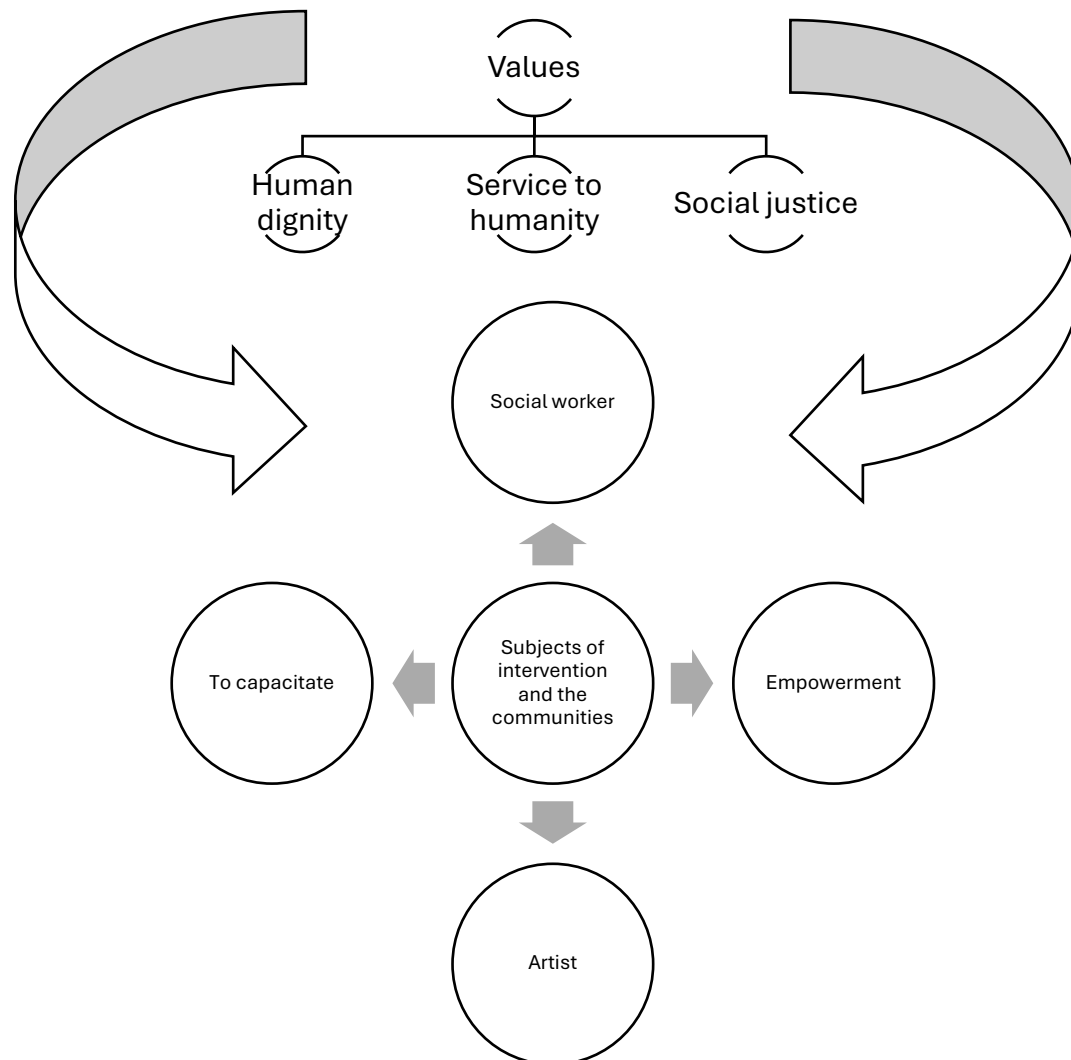 Values
Human
dignity
Service to
humanity
Social justice
Social worker
To capacitate
Subjects of
intervention
and the
communities
Empowerment
Artist